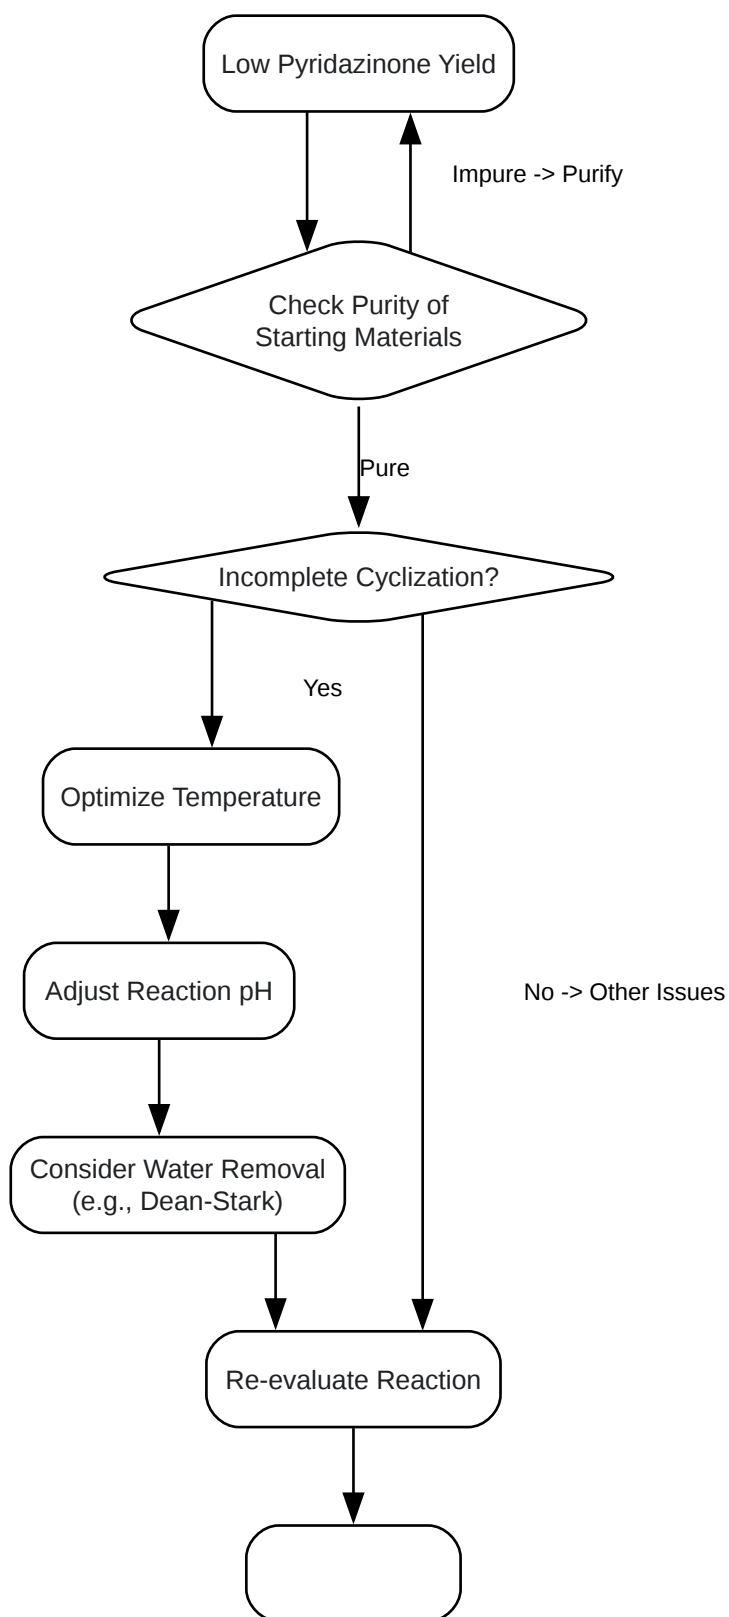 Low Pyridazinone Yield
Impure -> Purify
Check Purity of
Starting Materials
Pure
Incomplete Cyclization?
Yes
Optimize Temperature
Adjust Reaction pH
No -> Other Issues
Consider Water Removal
(e.g., Dean-Stark)
Re-evaluate Reaction